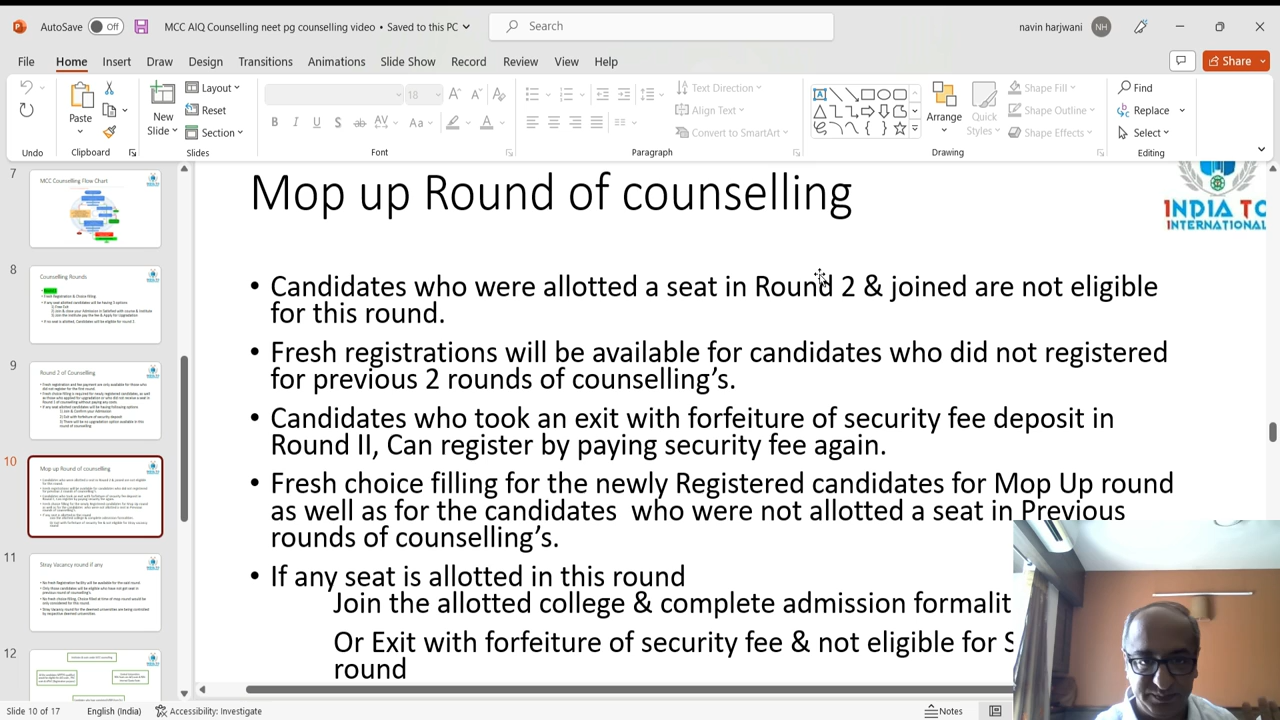 AutoSave Off MCC AIQ Counselling neet pg counselling video • Saved to this PC Search navin harjwani NH
File Home Insert Draw Design Transitions Animations Slide Show Record Review View Help Share
Paste New Slide Layout Reset Section 18 Aa Text Direction Align Text Convert to SmartArt Arrange Quick Styles Shape Fill Shape Outline Shape Effects Find Replace Select
Undo Clipboard Slides Font Paragraph Drawing Editing
7
MCC Counselling Flow Chart
8
Counselling Rounds
Fresh Registration & Choice filling
9
Round 2 of Counselling
10
Mop up Round of counselling
11
Stray Vacancy round if any
12
Mop up Round of counselling
INDIA TO
INTERNATIONAL
• Candidates who were allotted a seat in Round 2 & joined are not eligible
for this round.
• Fresh registrations will be available for candidates who did not registered
for previous 2 rounds of counselling’s.
• Candidates who took an exit with forfeiture of security fee deposit in
Round II, Can register by paying security fee again.
• Fresh choice filling for the newly Registered candidates for Mop Up round
as well as for the candidates who were not allotted a seat in Previous
rounds of counselling’s.
• If any seat is allotted in this round
Join the allotted college & complete admission formalit
Or Exit with forfeiture of security fee & not eligible for S
round
Slide 10 of 17 English (India) Accessibility: Investigate Notes